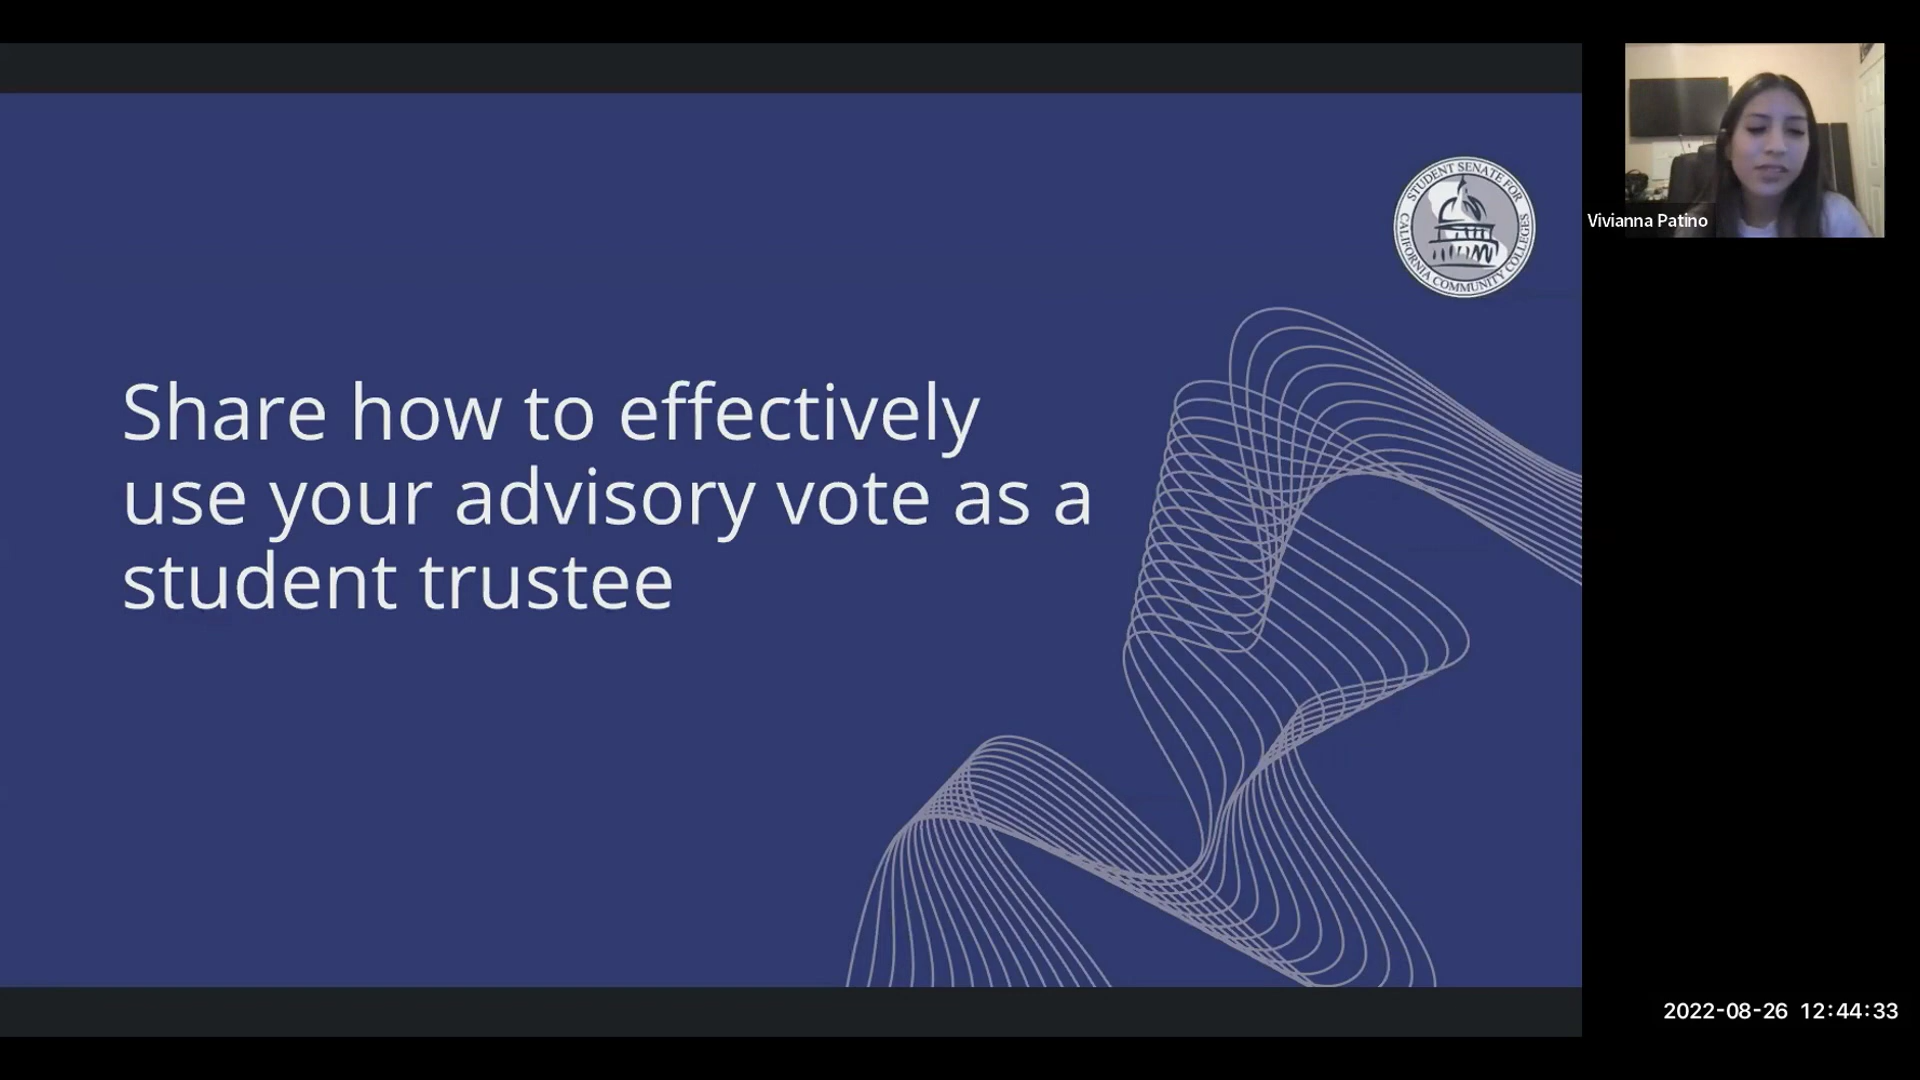 STUDENT SENATE FOR
CALIFORNIA COMMUNITY COLLEGES
Share how to effectively
use your advisory vote as a
student trustee
Vivianna Patino
2022-08-26 12:44:33